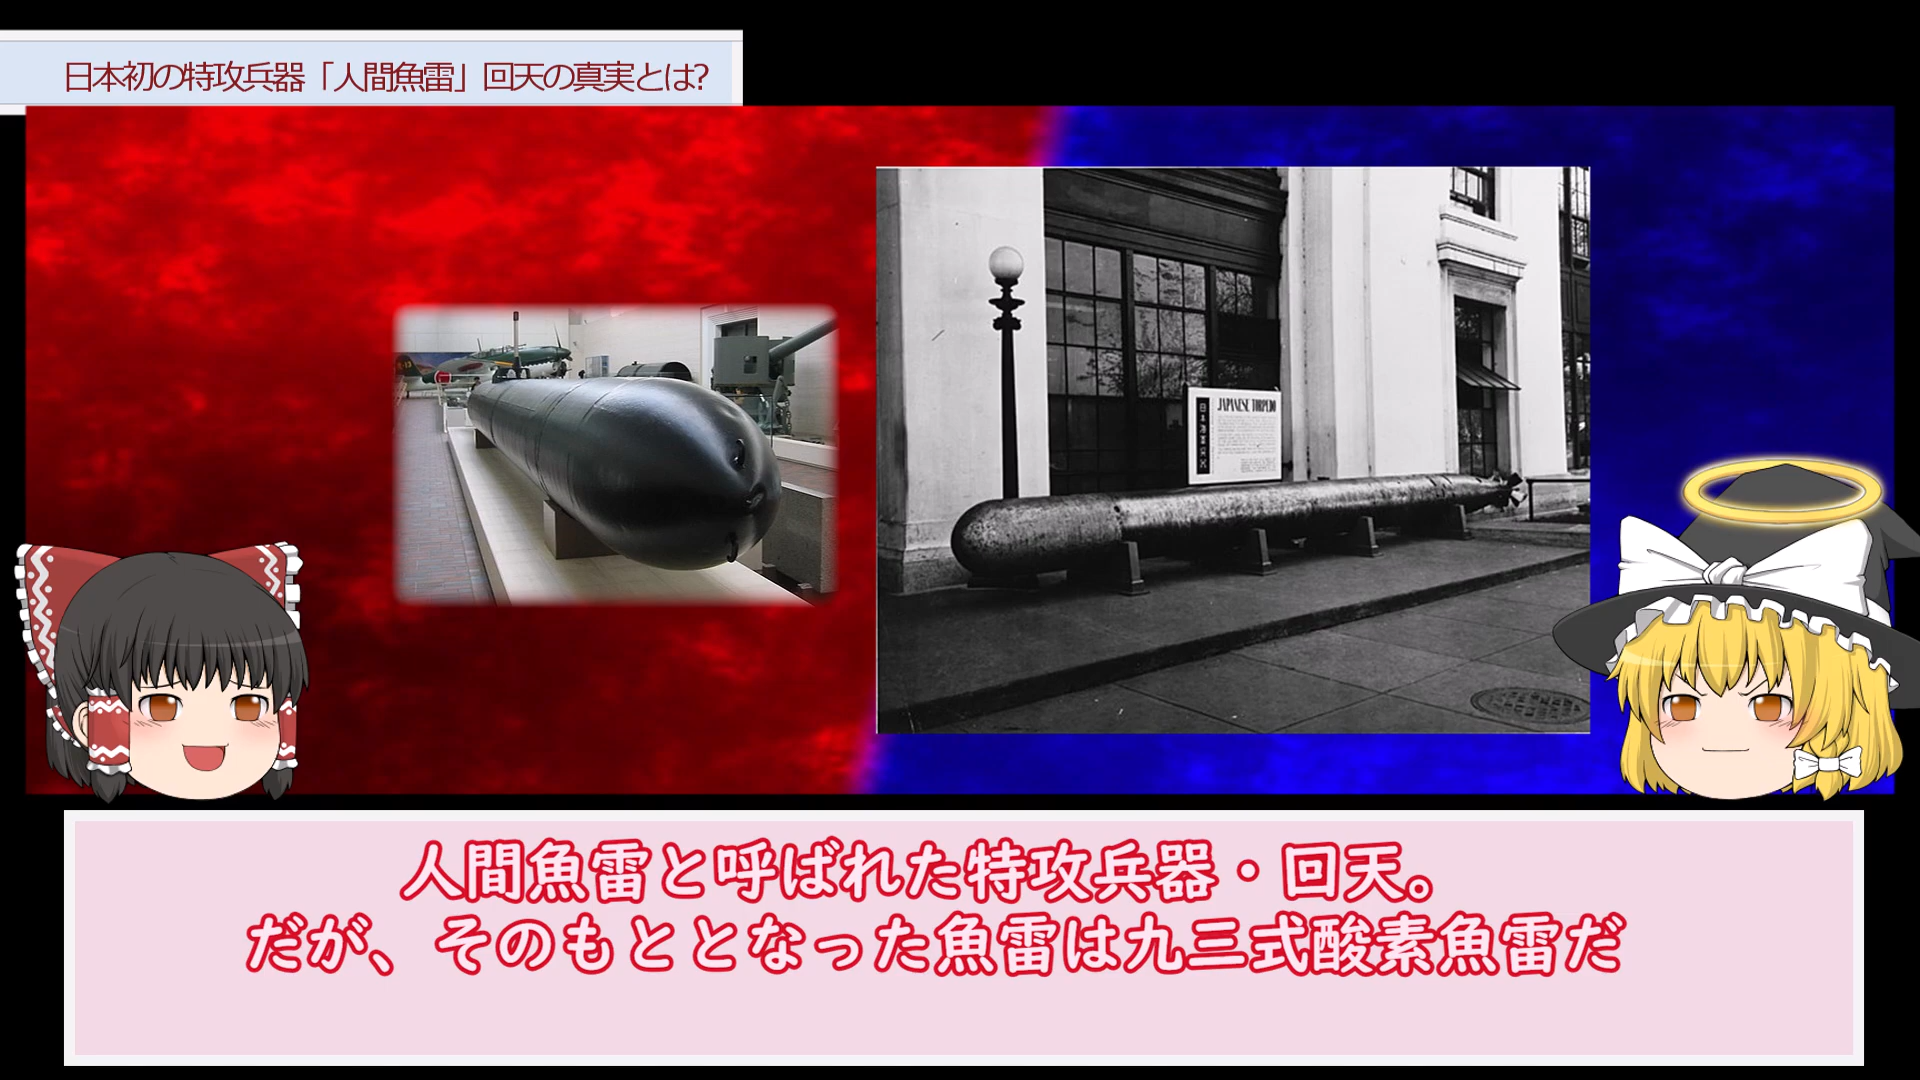 日本初の特攻兵器「人間魚雷」回天の真実とは?
JAPANESE TORPEDO
人間魚雷と呼ばれた特攻兵器・回天。
だが、そのもととなった魚雷は九三式酸素魚雷だ